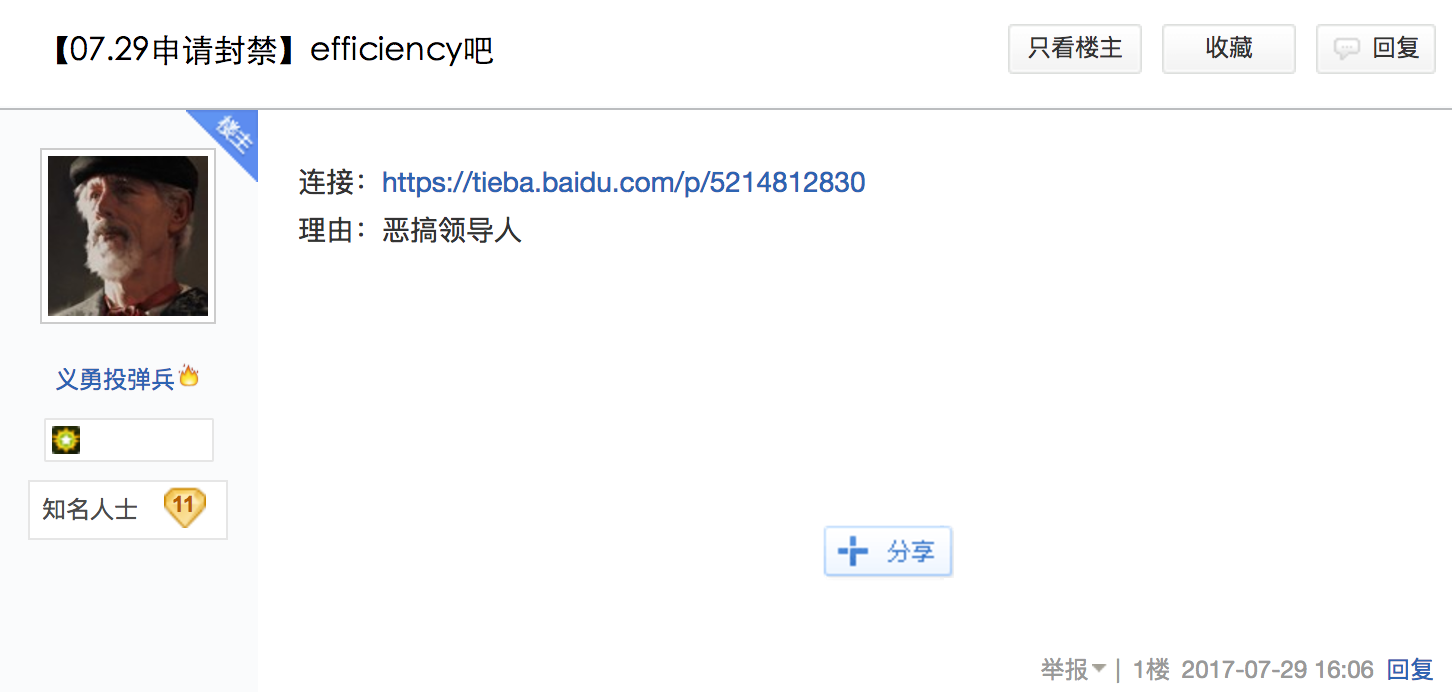 【07.29申请封禁】efficiency吧
只看楼主
收藏
回复
楼主
连接：https://tieba.baidu.com/p/5214812830
理由：恶搞领导人
义勇投弹兵
知名人士 11
分享
举报 | 1楼 2017-07-29 16:06 回复